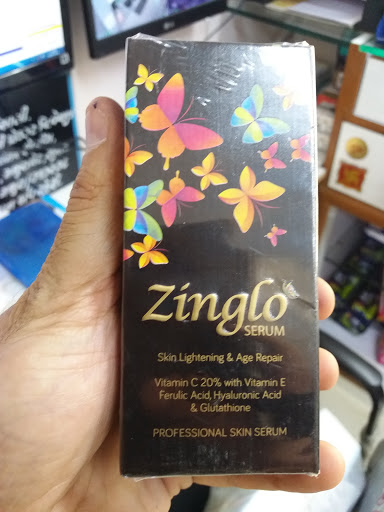 Zinglo
SERUM
Skin Lightening & Age Repair
Vitamin C 20% with Vitamin E
Ferulic Acid, Hyaluronic Acid
& Glutathione
PROFESSIONAL SKIN SERUM